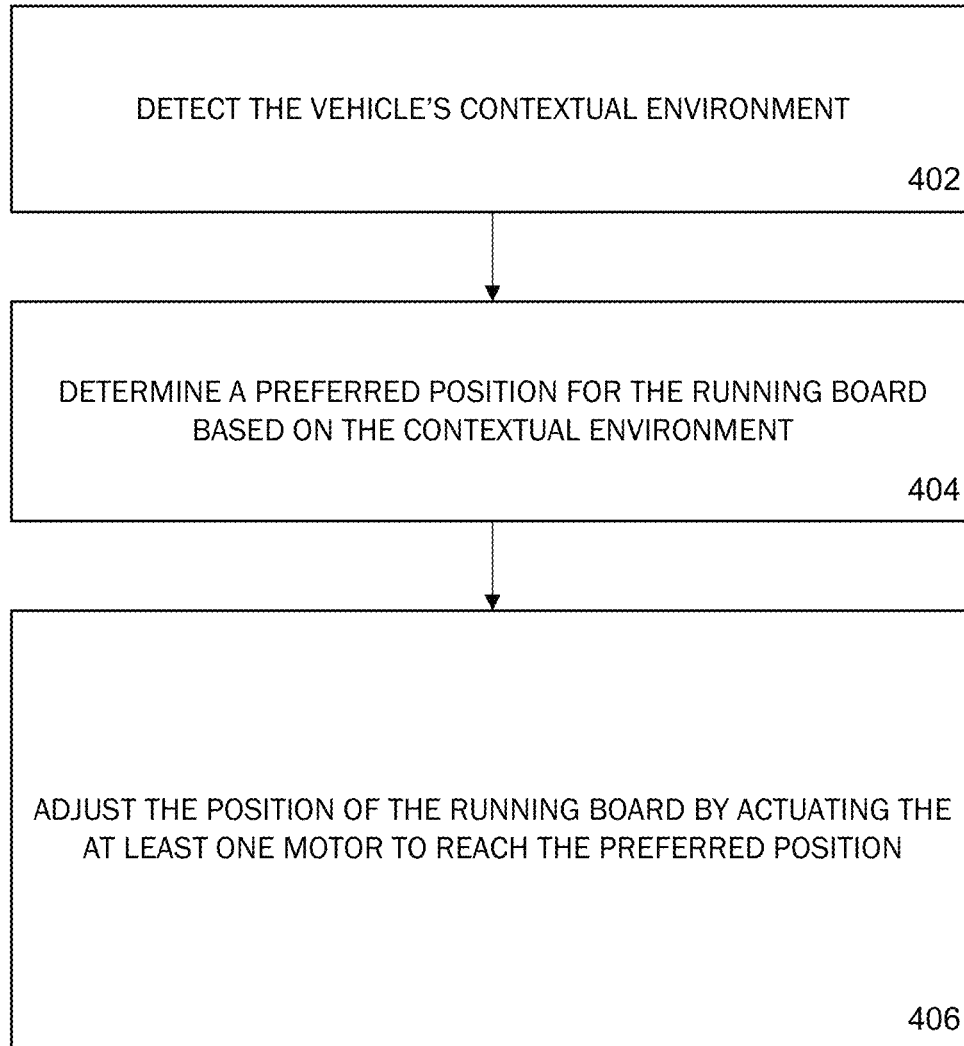 DETECT THE VEHICLE'S CONTEXTUAL ENVIRONMENT
402
DETERMINE A PREFERRED POSITION FOR THE RUNNING BOARD
BASED ON THE CONTEXTUAL ENVIRONMENT
404
ADJUST THE POSITION OF THE RUNNING BOARD BY ACTUATING THE
AT LEAST ONE MOTOR TO REACH THE PREFERRED POSITION
406